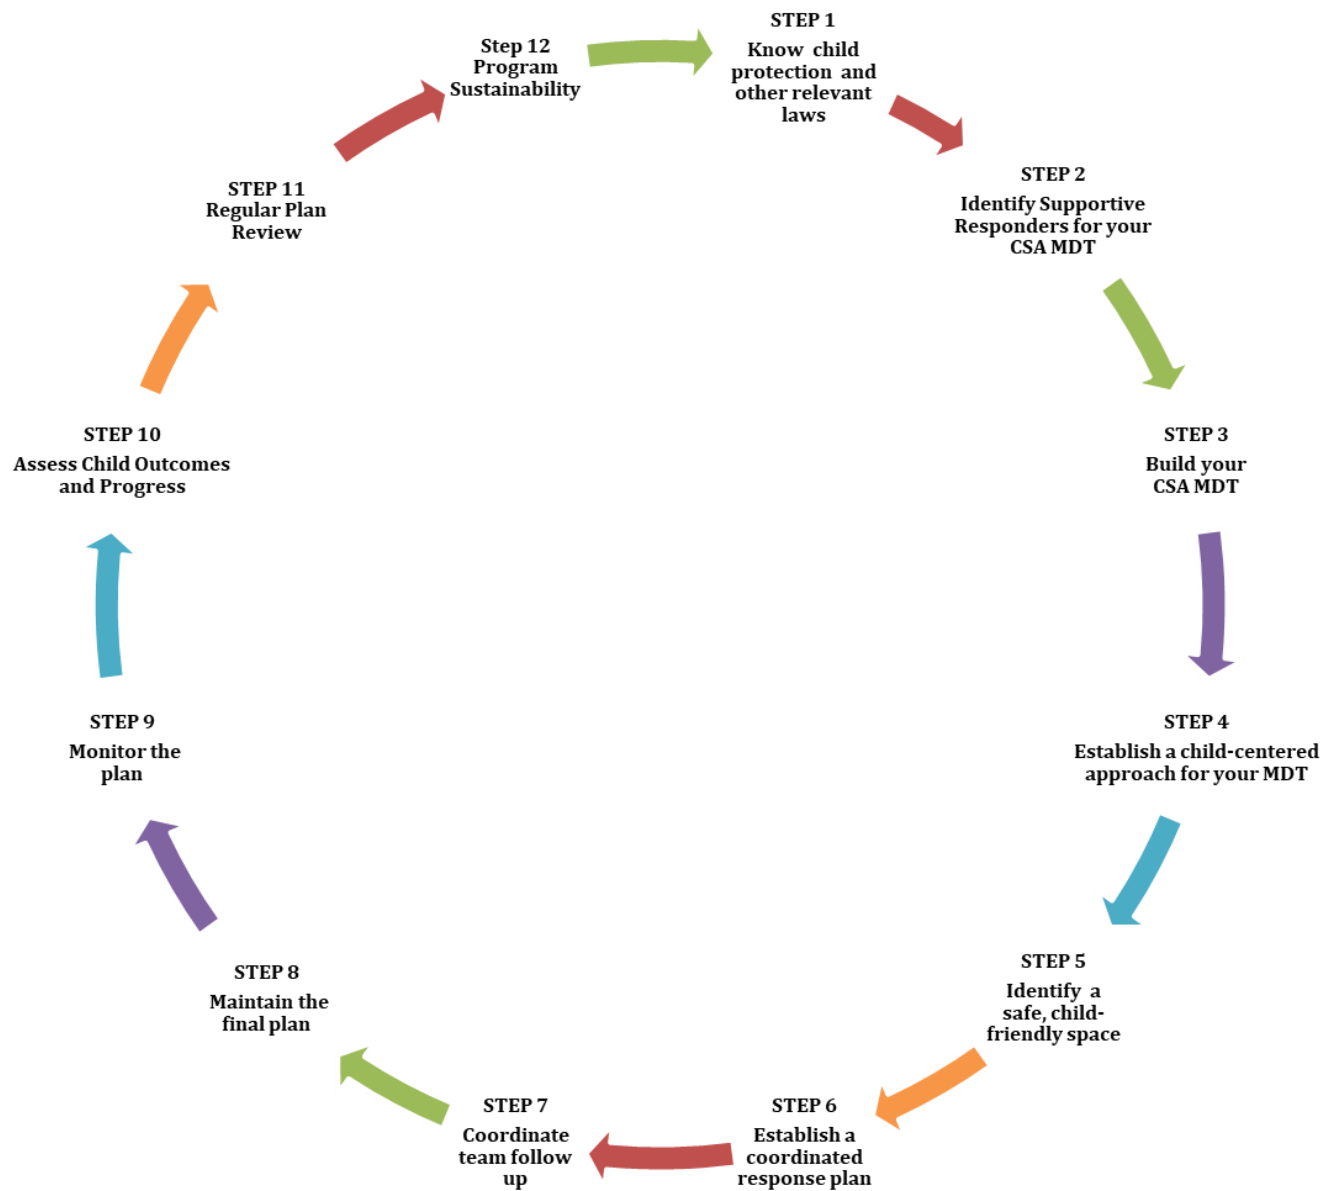 STEP 1
Know child
protection and
other relevant
laws
STEP 2
Identify Supportive
Responders for your
CSA MDT
STEP 3
Build your
CSA MDT
STEP 4
Establish a child-centered
approach for your MDT
STEP 5
Identify a
safe, child-
friendly space
STEP 6
Establish a
coordinated
response plan
STEP 7
Coordinate
team follow
up
STEP 8
Maintain the
final plan
STEP 9
Monitor the
plan
STEP 10
Assess Child Outcomes
and Progress
STEP 11
Regular Plan
Review
Step 12
Program
Sustainability